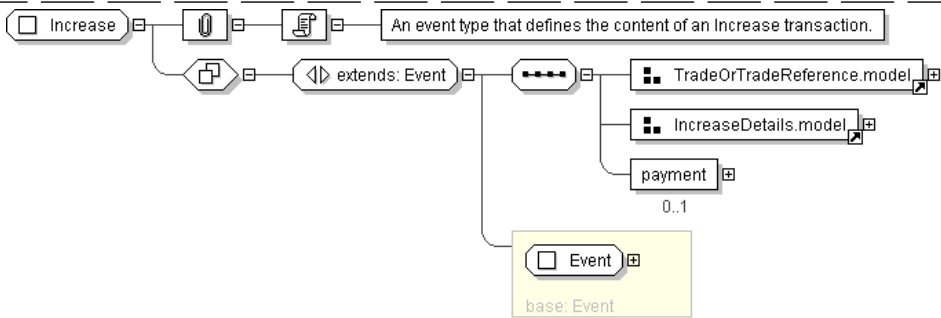 Increase
An event type that defines the content of an Increase transaction.
extends: Event
TradeOrTradeReference.model
IncreaseDetails.model
payment
0..1
Event
base: Event